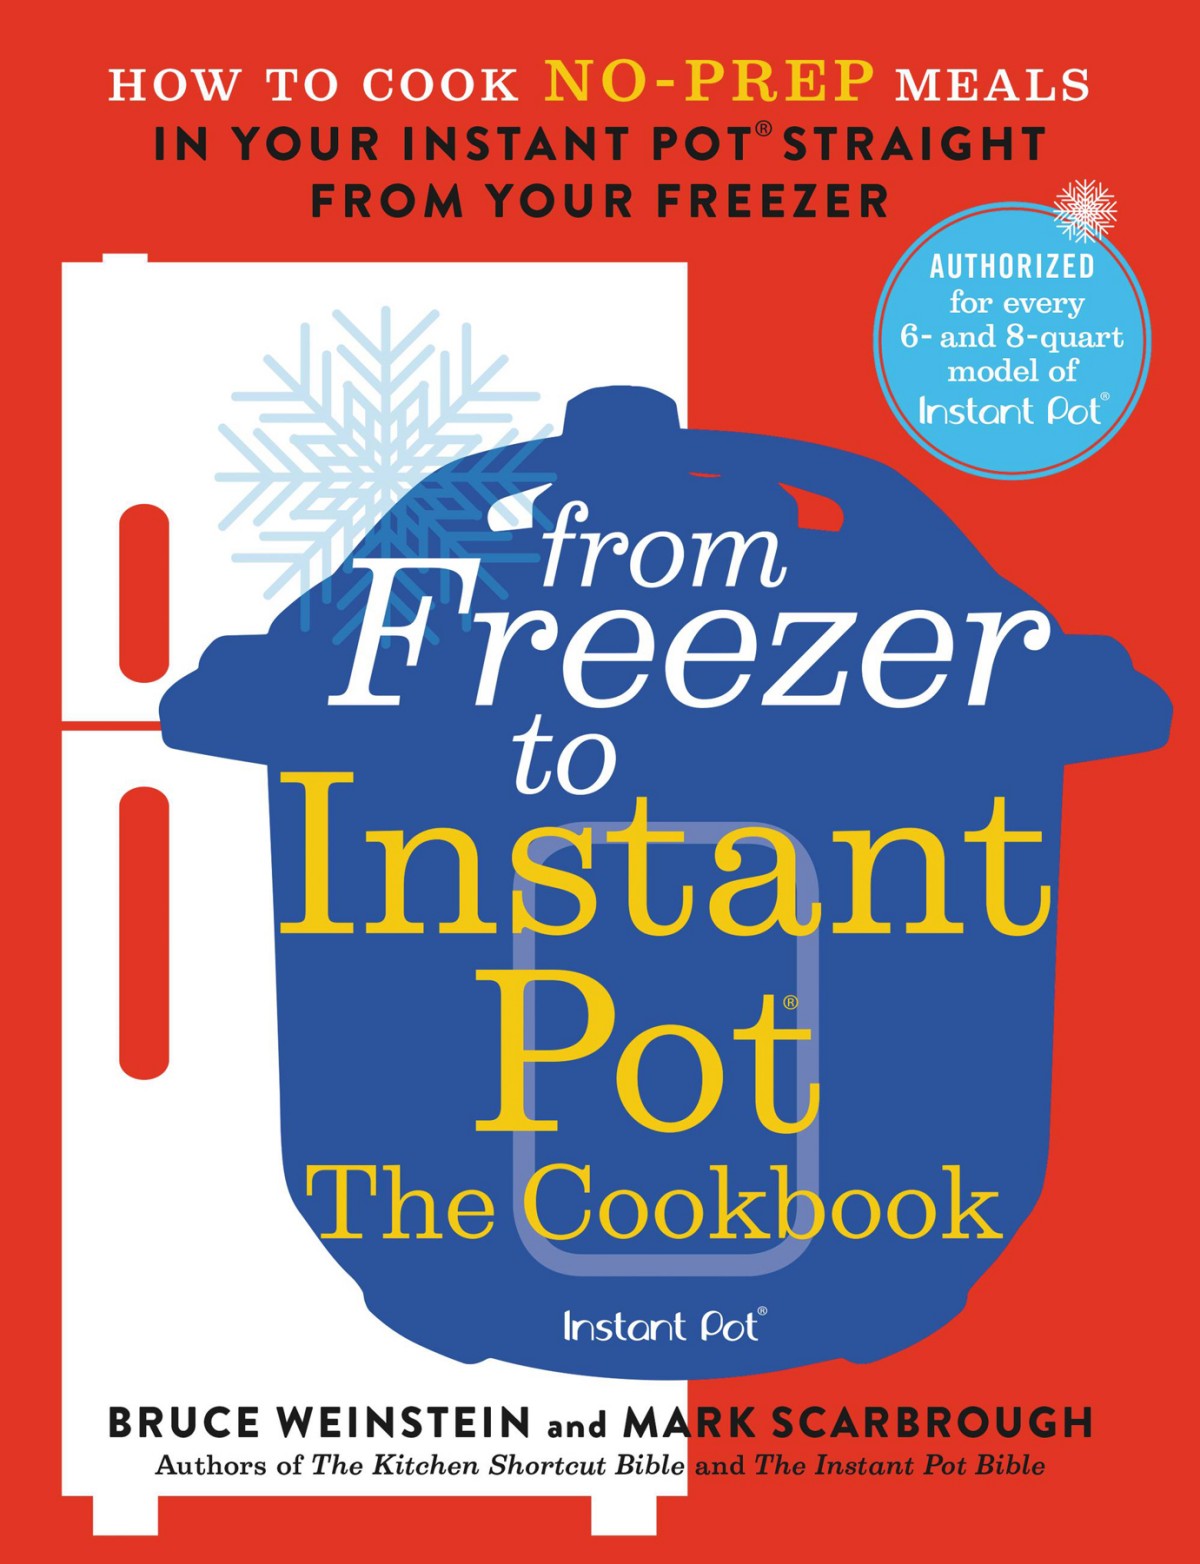 HOW TO COOK NO-PREP MEALS
IN YOUR INSTANT POT® STRAIGHT
FROM YOUR FREEZER
AUTHORIZED
for every
6- and 8-quart
model of
Instant Pot®
from
Freezer
to
Instant
Pot®
The Cookbook
Instant Pot®
BRUCE WEINSTEIN and MARK SCARBROUGH
Authors of The Kitchen Shortcut Bible and The Instant Pot Bible